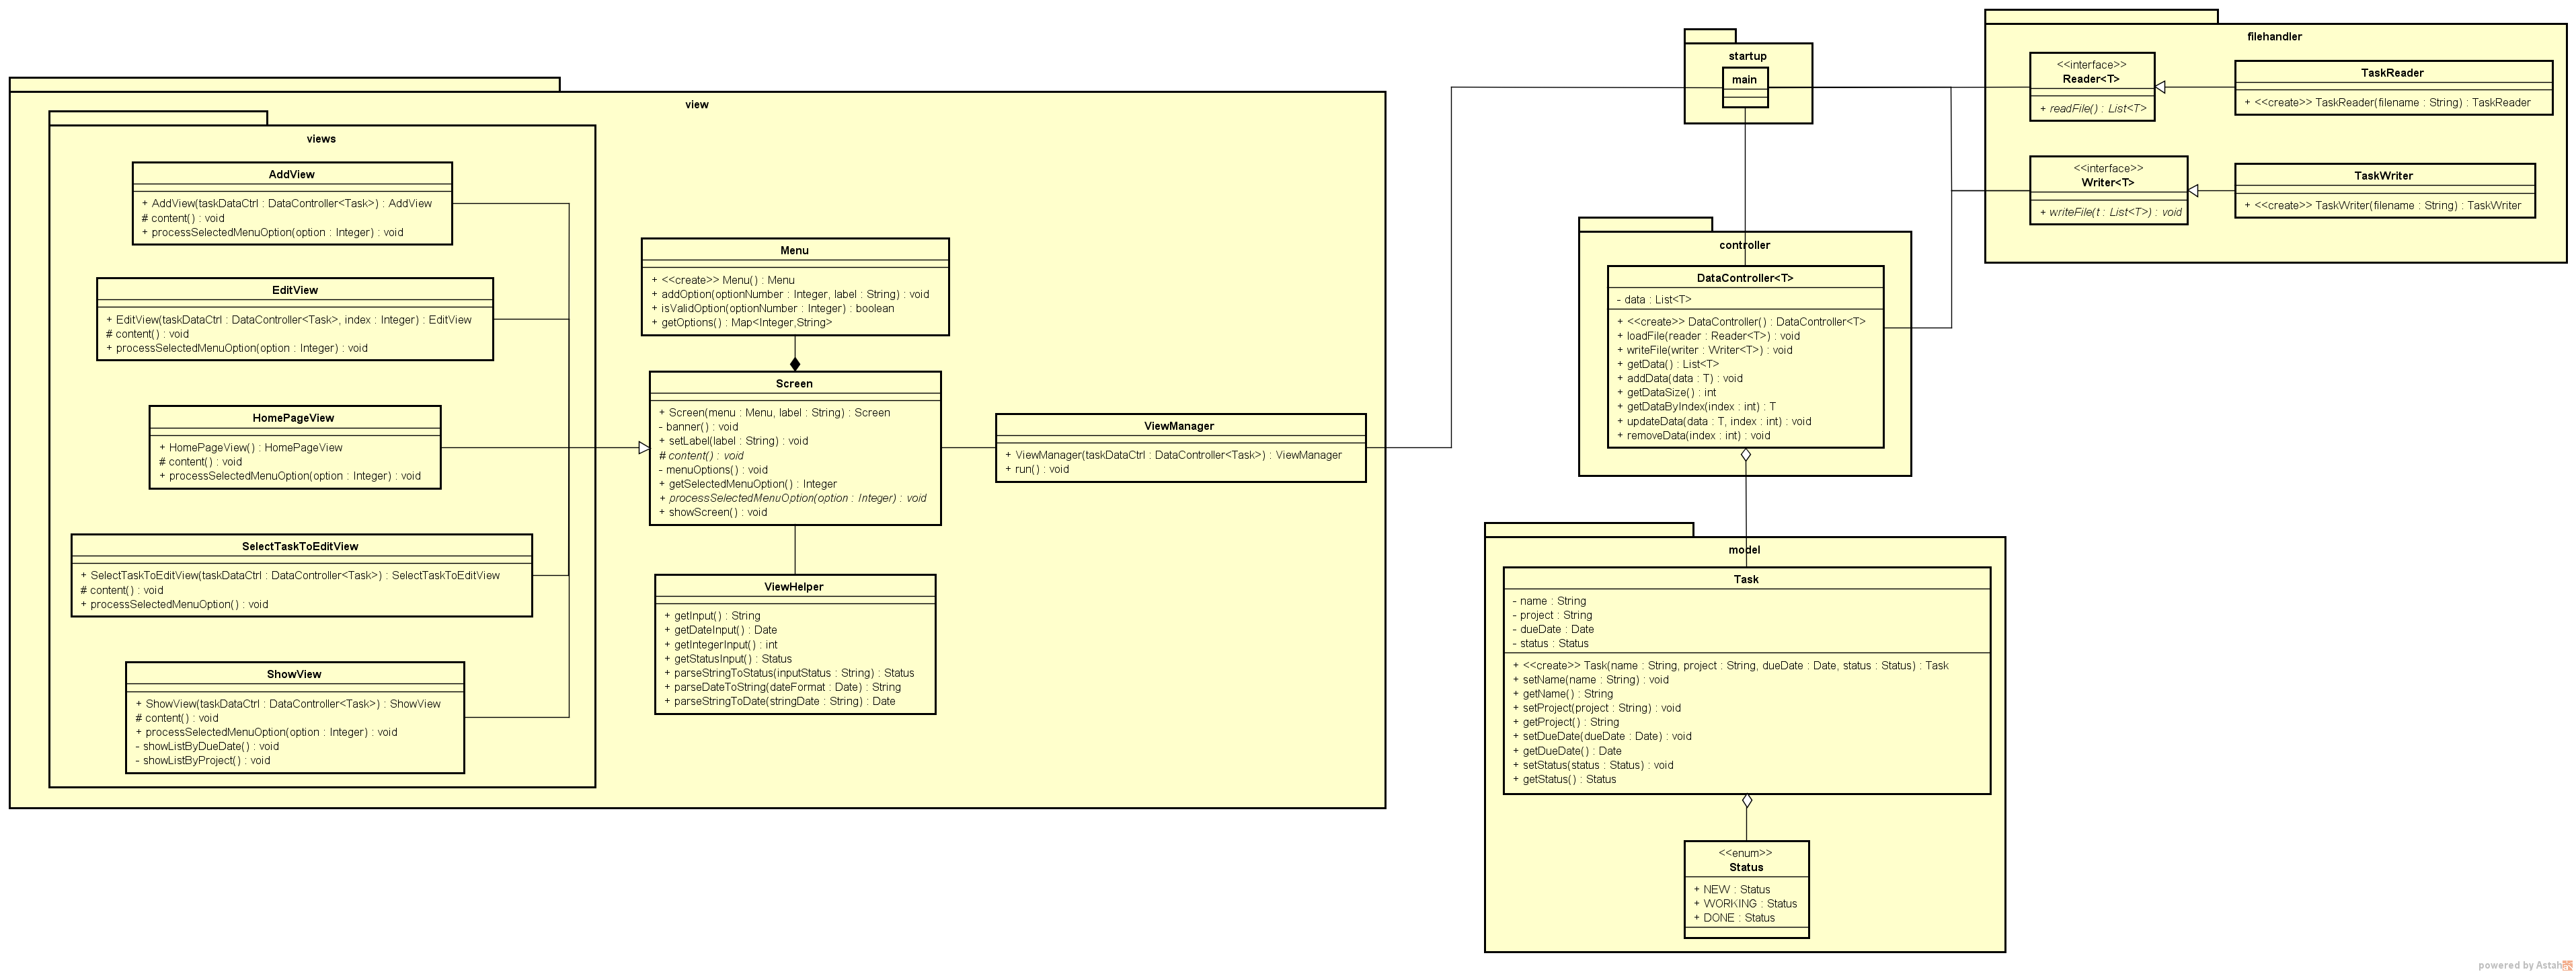 view
views
AddView
+ AddView(taskDataCtrl : DataController<Task>) : AddView
# content() : void
+ processSelectedMenuOption(option : Integer) : void
EditView
+ EditView(taskDataCtrl : DataController<Task>, index : Integer) : EditView
# content() : void
+ processSelectedMenuOption(option : Integer) : void
HomePageView
+ HomePageView() : HomePageView
# content() : void
+ processSelectedMenuOption(option : Integer) : void
SelectTaskToEditView
+ SelectTaskToEditView(taskDataCtrl : DataController<Task>) : SelectTaskToEditView
# content() : void
+ processSelectedMenuOption() : void
ShowView
+ ShowView(taskDataCtrl : DataController<Task>) : ShowView
# content() : void
+ processSelectedMenuOption(option : Integer) : void
- showListByDueDate() : void
- showListByProject() : void
Menu
+ <<create>> Menu() : Menu
+ addOption(optionNumber : Integer, label : String) : void
+ isValidOption(optionNumber : Integer) : boolean
+ getOptions() : Map<Integer,String>
Screen
+ Screen(menu : Menu, label : String) : Screen
- banner() : void
+ setLabel(label : String) : void
# content() : void
- menuOptions() : void
+ getSelectedMenuOption() : Integer
+ processSelectedMenuOption(option : Integer) : void
+ showScreen() : void
ViewHelper
+ getInput() : String
+ getDateInput() : Date
+ getIntegerInput() : int
+ getStatusInput() : Status
+ parseStringToStatus(inputStatus : String) : Status
+ parseDateToString(dateFormat : Date) : String
+ parseStringToDate(stringDate : String) : Date
ViewManager
+ ViewManager(taskDataCtrl : DataController<Task>) : ViewManager
+ run() : void
startup
main
controller
DataController<T>
- data : List<T>
+ <<create>> DataController() : DataController<T>
+ loadFile(reader : Reader<T>) : void
+ writeFile(writer : Writer<T>) : void
+ getData() : List<T>
+ addData(data : T) : void
+ getDataSize() : int
+ getDataByIndex(index : int) : T
+ updateData(data : T, index : int) : void
+ removeData(index : int) : void
model
Task
- name : String
- project : String
- dueDate : Date
- status : Status
+ <<create>> Task(name : String, project : String, dueDate : Date, status : Status) : Task
+ setName(name : String) : void
+ getName() : String
+ setProject(project : String) : void
+ getProject() : String
+ setDueDate(dueDate : Date) : void
+ getDueDate() : Date
+ setStatus(status : Status) : void
+ getStatus() : Status
<<enum>>
Status
+ NEW : Status
+ WORKING : Status
+ DONE : Status
filehandler
<<interface>>
Reader<T>
+ readFile() : List<T>
TaskReader
+ <<create>> TaskReader(filename : String) : TaskReader
<<interface>>
Writer<T>
+ writeFile(t : List<T>) : void
TaskWriter
+ <<create>> TaskWriter(filename : String) : TaskWriter
powered by Astah